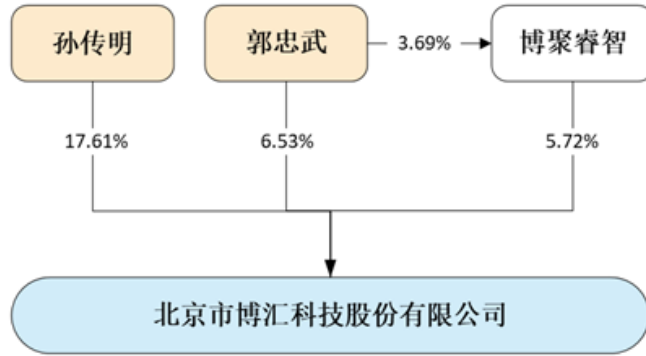 孙传明
郭忠武
3.69%
博聚睿智
17.61%
6.53%
5.72%
北京市博汇科技股份有限公司